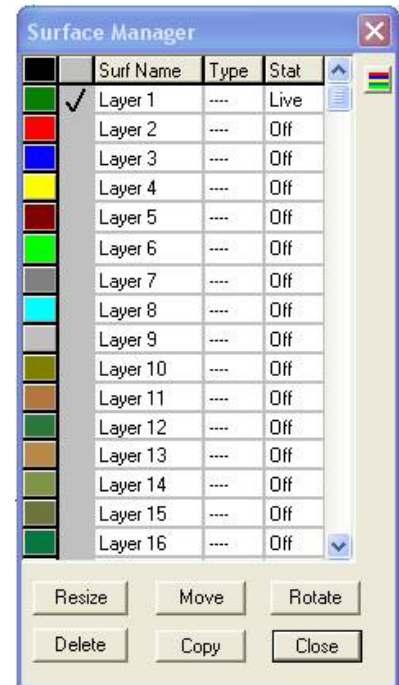 Surface Manager
Surf Name Type Stat
Layer 1 ---- Live
Layer 2 ---- Off
Layer 3 ---- Off
Layer 4 ---- Off
Layer 5 ---- Off
Layer 6 ---- Off
Layer 7 ---- Off
Layer 8 ---- Off
Layer 9 ---- Off
Layer 10 ---- Off
Layer 11 ---- Off
Layer 12 ---- Off
Layer 13 ---- Off
Layer 14 ---- Off
Layer 15 ---- Off
Layer 16 ---- Off
Resize Move Rotate
Delete Copy Close